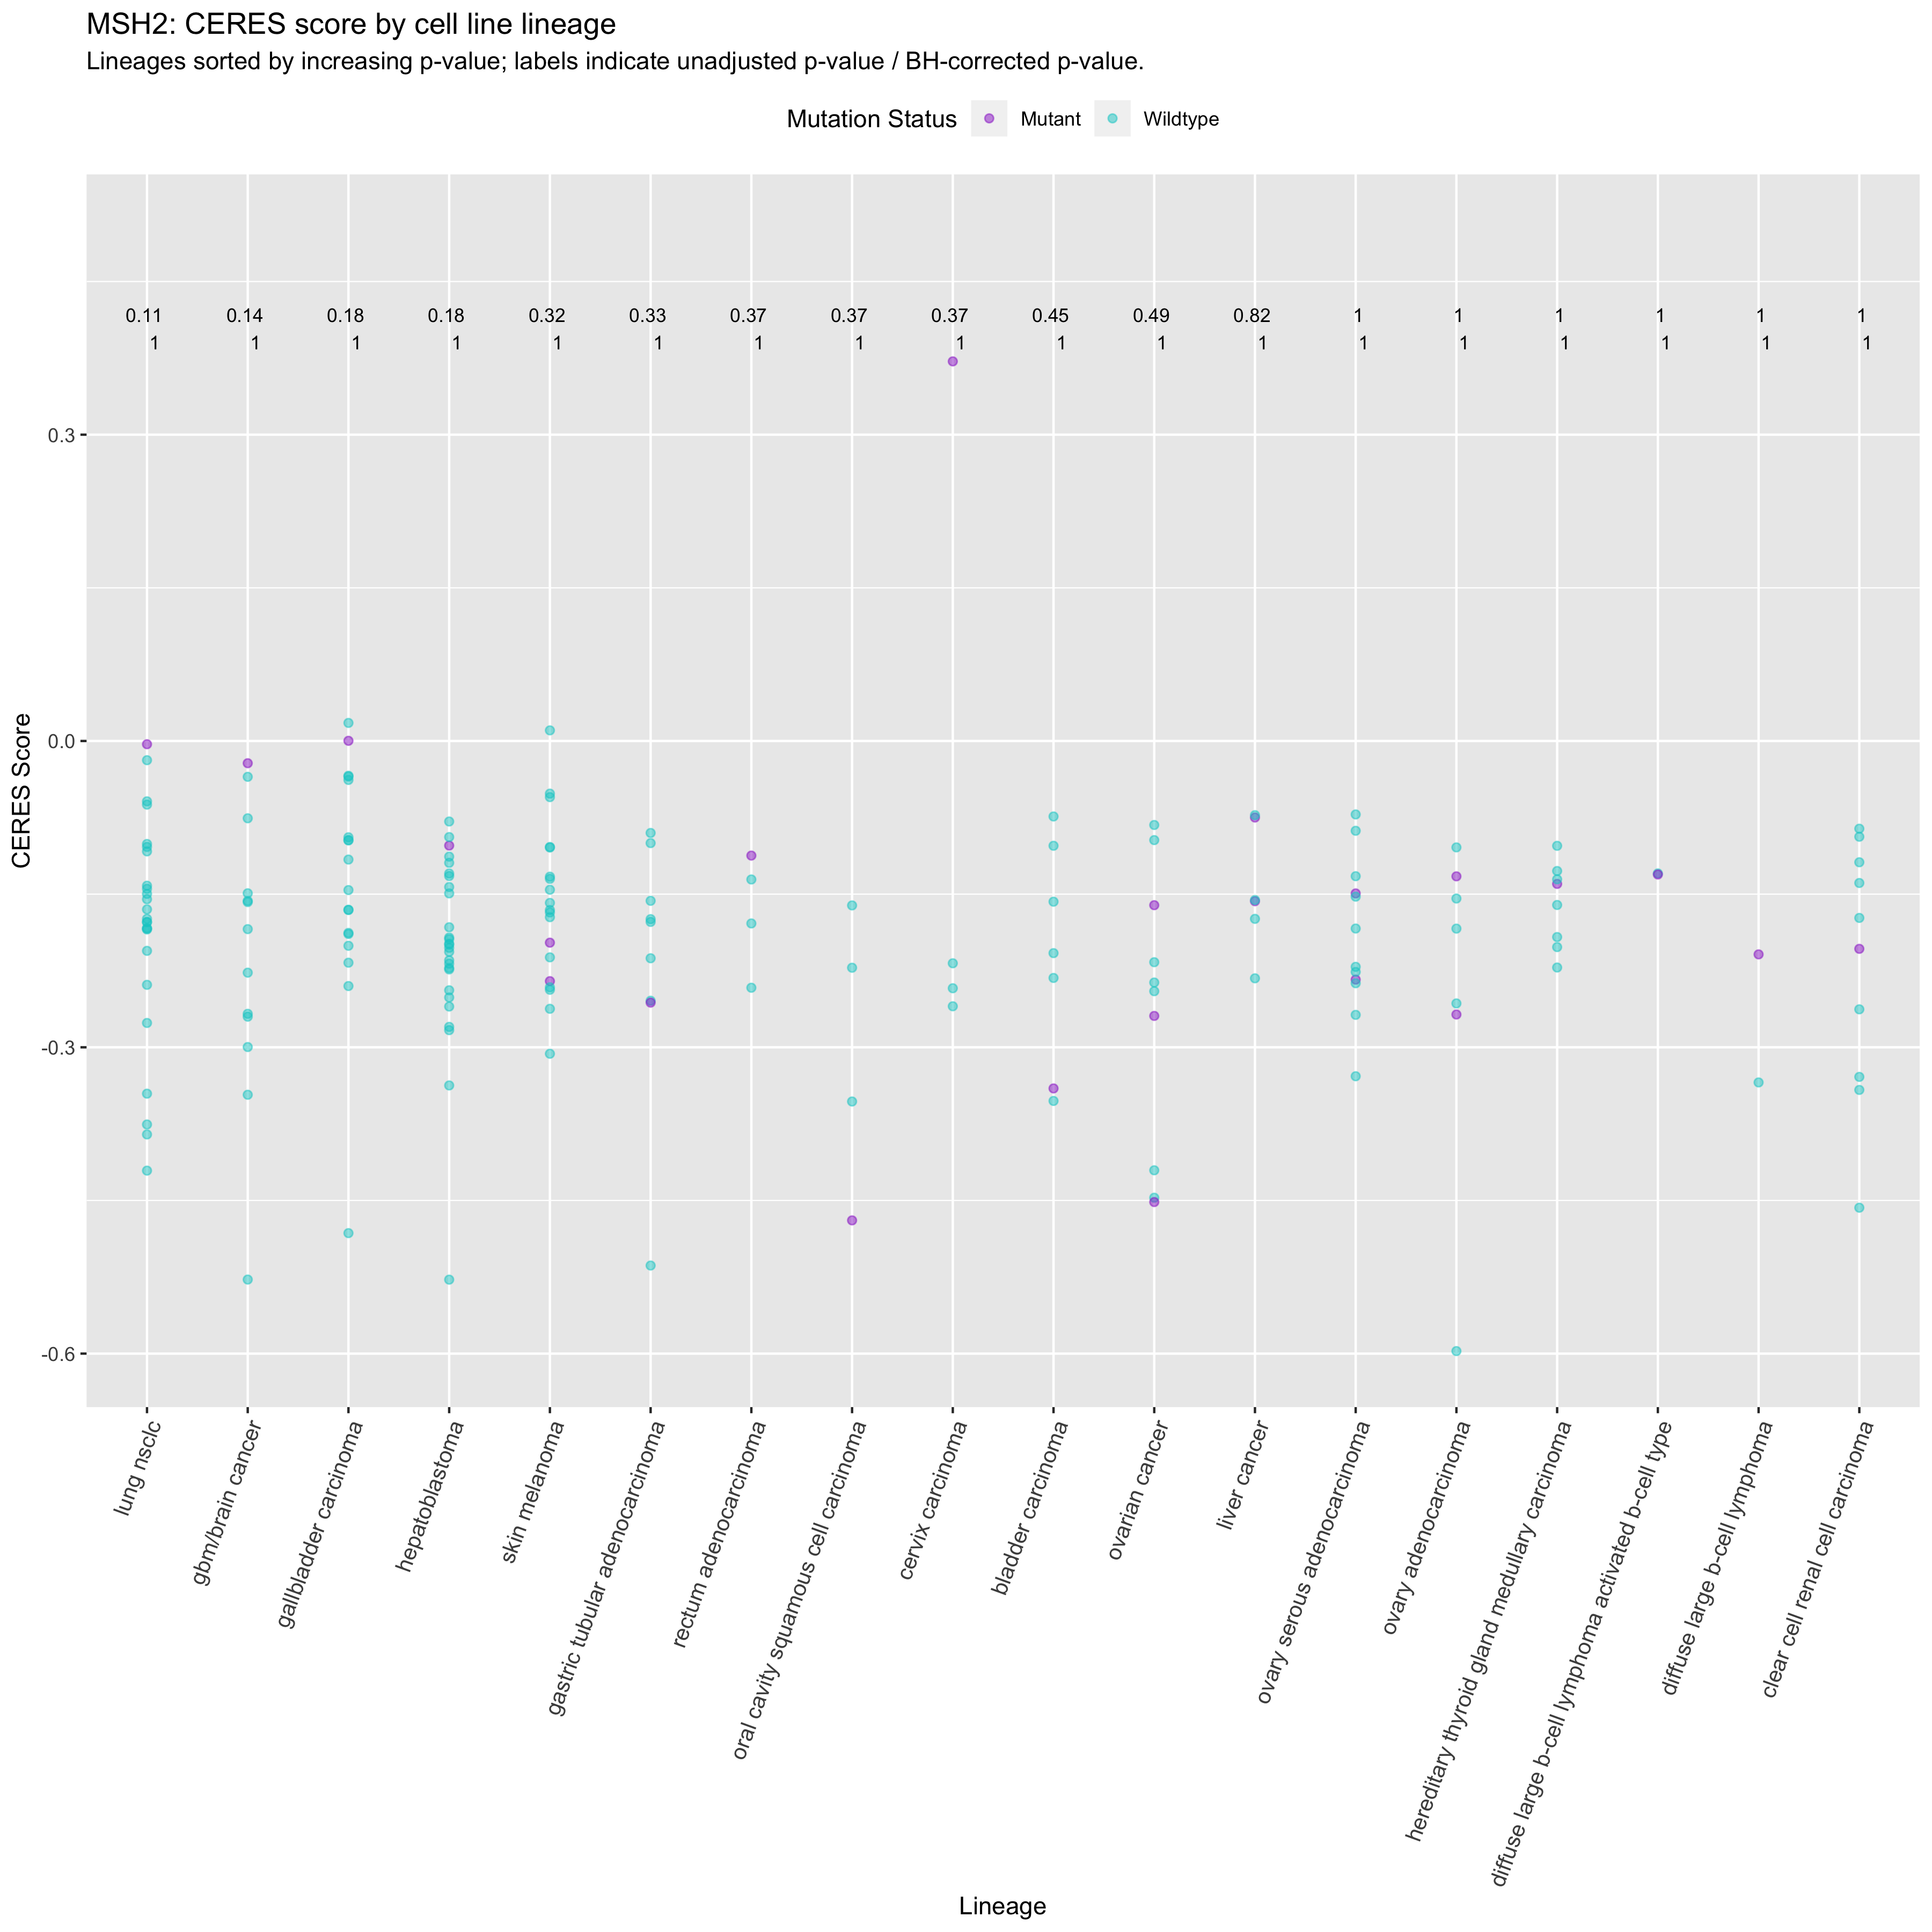 MSH2: CERES score by cell line lineage
Lineages sorted by increasing p-value; labels indicate unadjusted p-value / BH-corrected p-value.
Mutation Status Mutant Wildtype
0.11 0.14 0.18 0.18 0.32 0.33 0.37 0.37 0.37 0.45 0.49 0.82 1 1 1 1 1 1
1 1 1 1 1 1 1 1 1 1 1 1 1 1 1 1 1 1
0.3
0.0
-0.3
-0.6
CERES Score
lung nsclc
gbm/brain cancer
gallbladder carcinoma
hepatoblastoma
skin melanoma
gastric tubular adenocarcinoma
rectum adenocarcinoma
oral cavity squamous cell carcinoma
cervix carcinoma
bladder carcinoma
ovarian cancer
liver cancer
ovary serous adenocarcinoma
ovary adenocarcinoma
hereditary thyroid gland medullary carcinoma
diffuse large b-cell lymphoma activated b-cell type
diffuse large b-cell lymphoma
clear cell renal cell carcinoma
Lineage